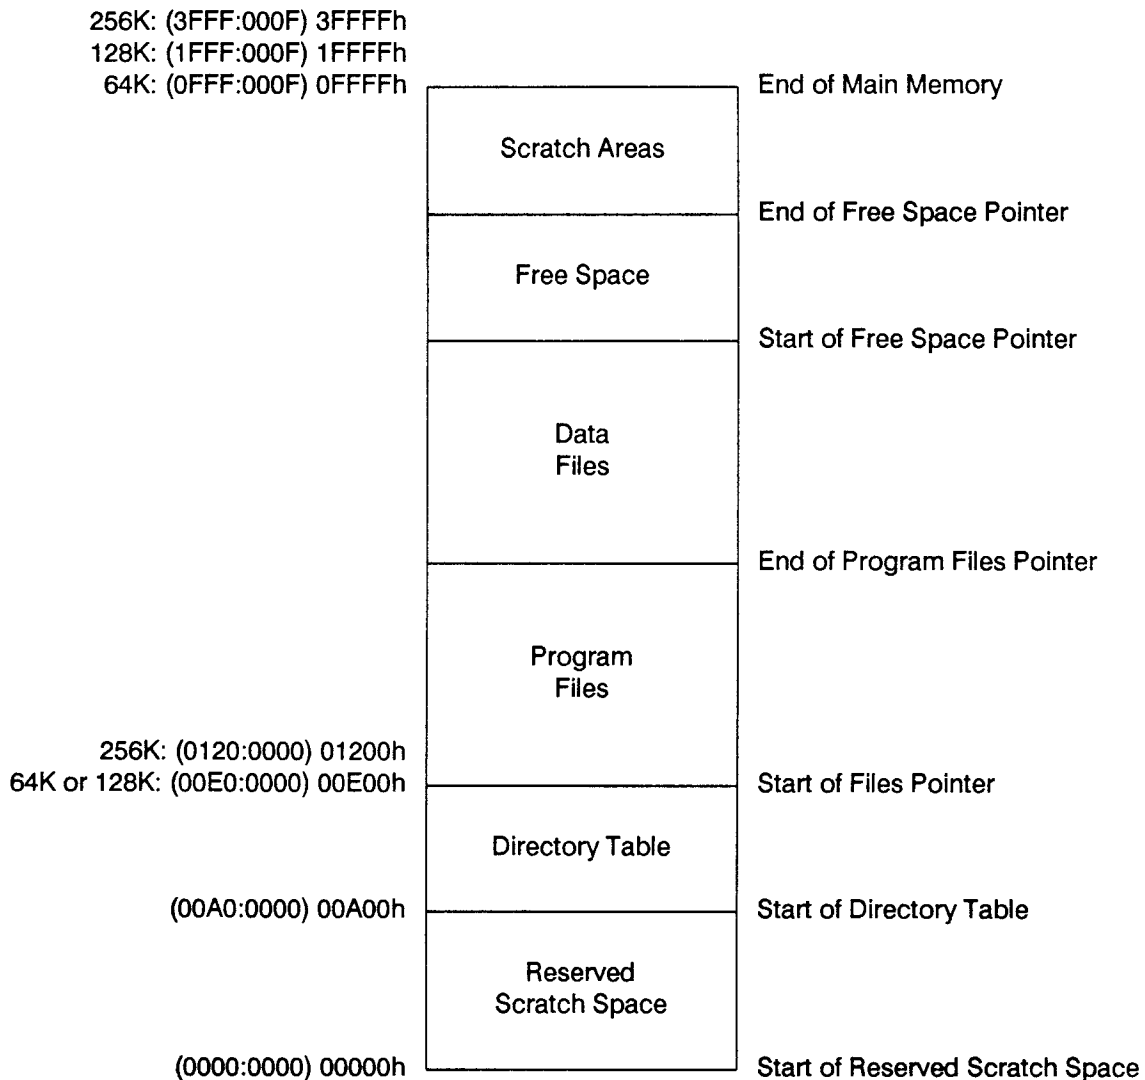 256K: (3FFF:000F) 3FFFFh
128K: (1FFF:000F) 1FFFFh
64K: (0FFF:000F) 0FFFFh
End of Main Memory
Scratch Areas
End of Free Space Pointer
Free Space
Start of Free Space Pointer
Data
Files
End of Program Files Pointer
Program
Files
256K: (0120:0000) 01200h
64K or 128K: (00E0:0000) 00E00h
Start of Files Pointer
Directory Table
(00A0:0000) 00A00h
Start of Directory Table
Reserved
Scratch Space
(0000:0000) 00000h
Start of Reserved Scratch Space